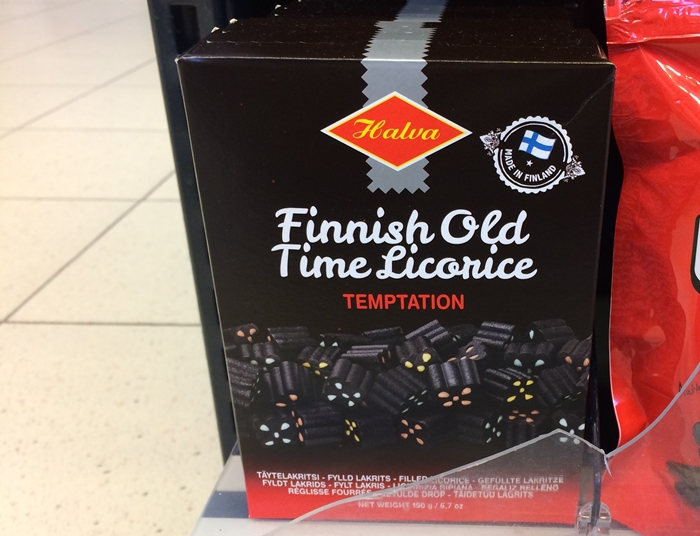 Halva
MADE IN FINLAND
Finnish Old
Time Licorice
TEMPTATION
TÄYTELAKRITSI - FYLLD LAKRITS - FILLED LICORICE - GEFÜLLTE LAKRITZE
FYLDT LAKRIDS - FYLT LAKRIS - LIQUIRIZIA RIPIENA - REGALIZ RELLENO
RÉGLISSE FOURRÉE - GEVULDE DROP - TÄIDETUD LAGRITS
NET WEIGHT 190 g / 6.7 oz